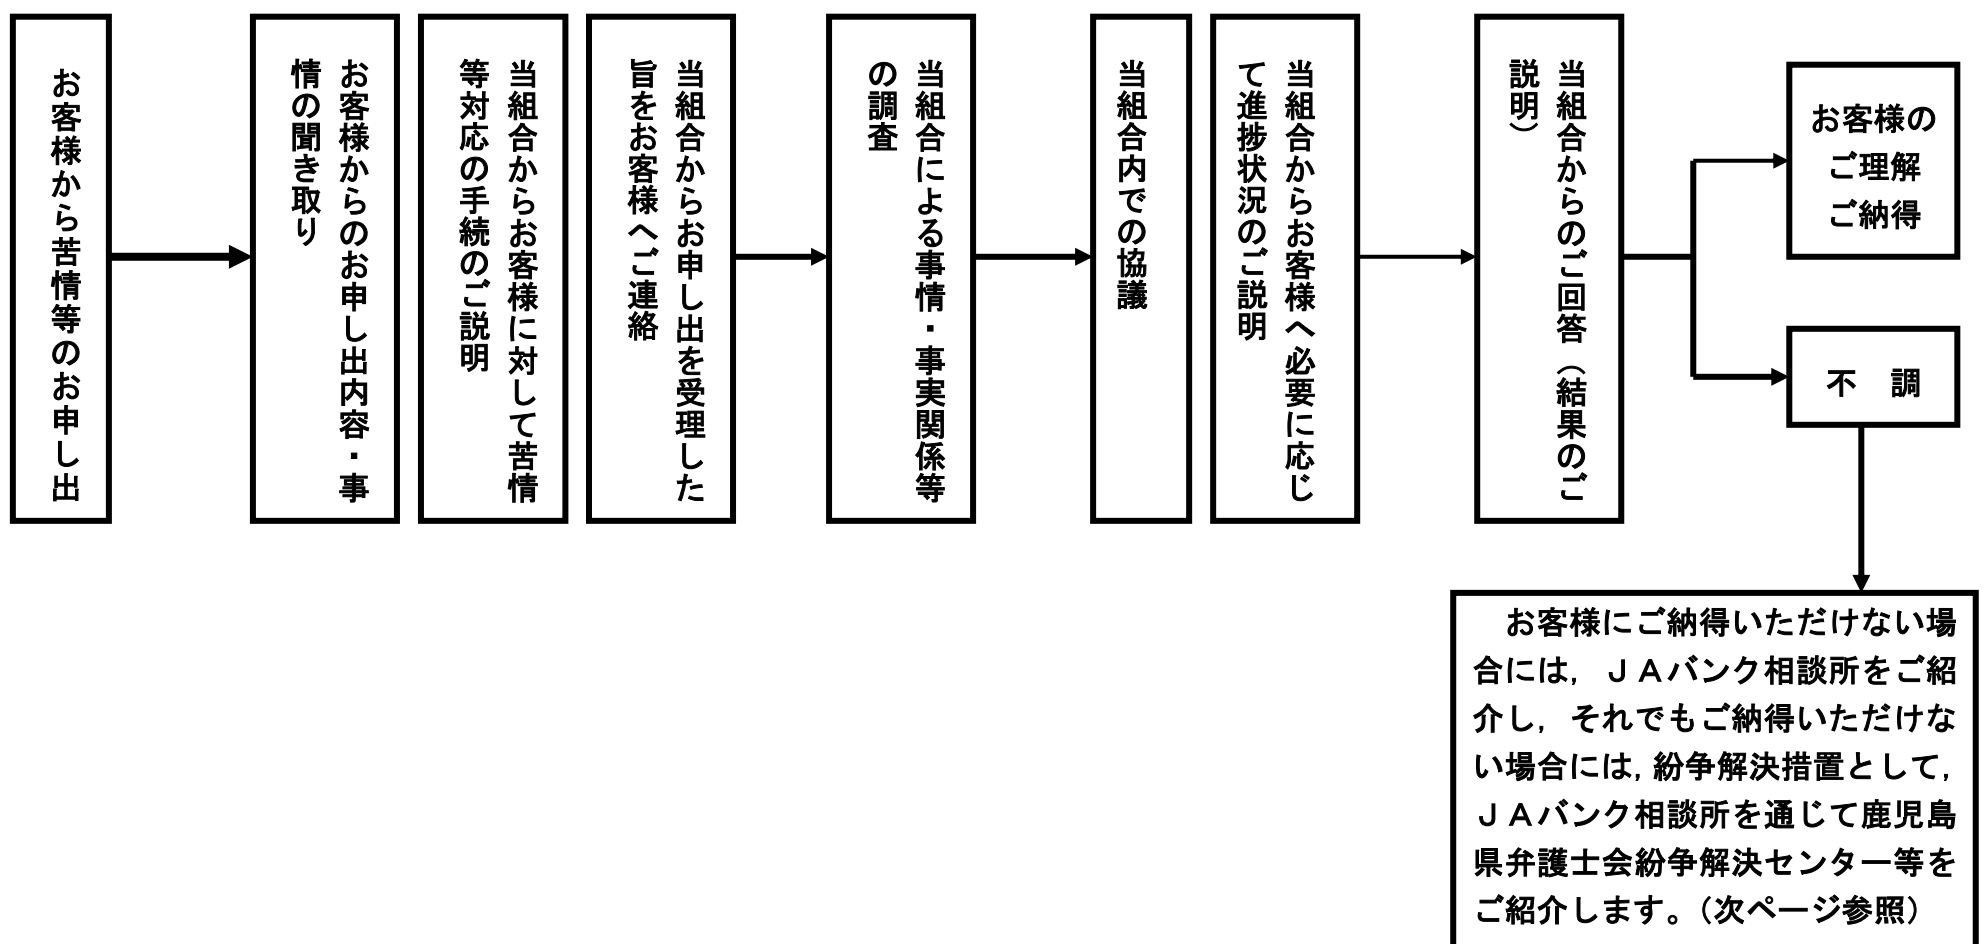 お客様から苦情等のお申し出
お客様からのお申し出内容・事
情の聞き取り
当組合からお客様に対して苦情
等対応の手続のご説明
当組合からお申し出を受理した
旨をお客様へご連絡
当組合による事情・事実関係等
の調査
当組合内での協議
当組合からお客様へ必要に応じ
て進捗状況のご説明
当組合からのご回答（結果のご
説明）
お客様の
ご理解
ご納得
不　調
　お客様にご納得いただけない場
合には，ＪＡバンク相談所をご紹
介し，それでもご納得いただけな
い場合には，紛争解決措置として，
ＪＡバンク相談所を通じて鹿児島
県弁護士会紛争解決センター等を
ご紹介します。（次ページ参照）